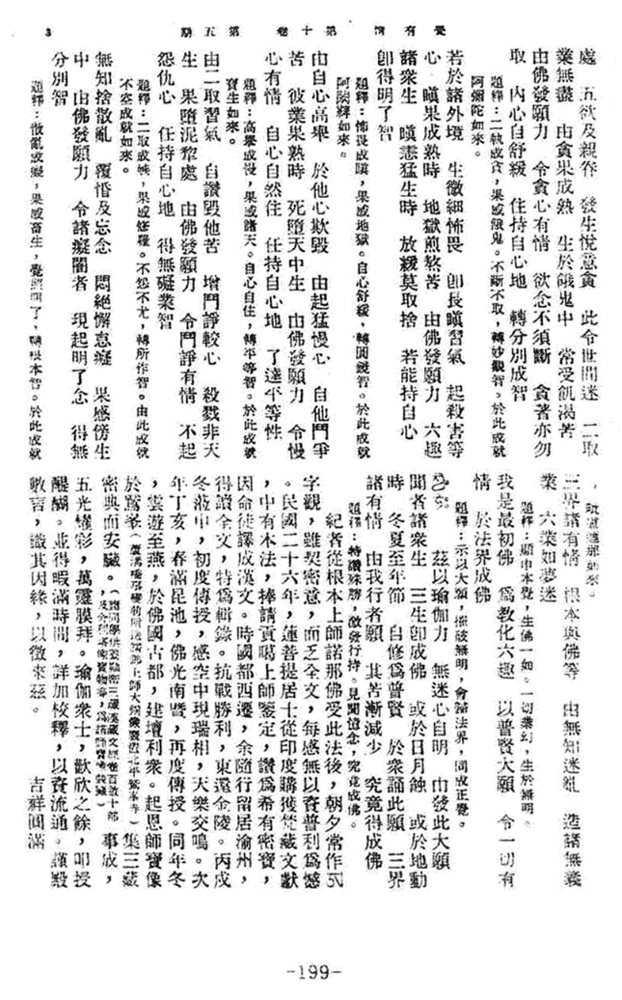 覺有情　第十卷　第五期
3
處　五欲及親眷　發生悅意貪　此令世間迷　二取
業無盡　由貪果成熟　生於餓鬼中　常受飢渴苦
由佛發願力　令貪心有情　欲念不須斷　貪著亦勿
取　內心自舒緩　住持自心地　轉分別成智
題釋：二執成貪，果感餓鬼。不斷不取，轉妙觀智。於此成就
阿彌陀如來。
若於諸外境　生微細怖畏　卽長瞋習氣　起殺害等
心　瞋果成熟時　地獄煎熬苦　由佛發願力　六趣
諸衆生　瞋恚猛生時　放緩莫取捨　若能持自心
卽得明了智
題釋：怖畏成瞋，果感地獄。自心舒緩，轉圓鏡智。於此成就
阿閦鞞如來。
由自心高舉　於他心欺毀　由起猛慢心　自他鬥爭
苦　彼業果熟時　死墮天中生　由佛發願力　令慢
心有情　自心自然住　任持自心地　了達平等性
題釋：高舉成慢，果感諸天。自心自住，轉平等智。於此成就
寶生如來。
由二取習氣　自讚毀他苦　增鬥諍較心　殺戮非天
生　果墮泥犂處　由佛發願力　令鬥諍有情　不起
怨仇心　任持自心地　得無礙業智
題釋：二取成嫉，果感修羅。不怨不尤，轉所作智。由此成就
不空成就如來。
無知捨散亂　覆惛及忘念　悶絕懈怠癡　果感傍生
中　由佛發願力　令諸癡闇者　現起明了念　得無
分別智
題釋：散亂成癡，果感畜生，覺照明了，轉根本智。於此成就
毗盧遮那如來。
三界諸有情　根本與佛等　由無知迷亂　造諸無義
業　六業如夢迷
題釋：顯申本覺，生佛一如。一切業幻，生於無明。
我是最初佛　爲教化六趣　以普賢大願　令一切有
情　於法界成佛
題釋：示以大願，摧破無明，會歸法界，同成正覺。
茲以瑜伽力　無迷心自明　由發此大願
聞者諸衆生　三生卽成佛　或於日月蝕　或於地動
時　冬夏至年節　自修爲普賢　於衆誦此願　三界
諸有情　由我行者願　其苦漸減少　究竟得成佛
題釋：特讚殊勝，啟發行持。見聞憶念，究竟成佛。
紀者從根本上師諾那佛受此法後，朝夕常作
字觀，雖契密意，而乏全文，每感無以資普利爲憾
。民國二十六年，蓮菩提居士從印度購獲梵藏文獻
，中有本法，捧請貢噶上師鑒定，讚爲希有密寶，
因命徒譯成漢文。時國都西遷，余隨行留居渝州，
得讀全文，特爲輯錄。抗戰勝利，東還金陵。丙戌
冬蒞中，初度傳授，感空中現瑞相，天樂交鳴。次
年丁亥，春滿昆池，佛光南暨，再度傳授。同年冬
，雲遊至燕，於佛國古都，建壇利衆。起恩師寶像
於鷲峯
集三藏
密典而安臟。
事成，
五光耀彩，萬靈膜拜。瑜伽衆士，歡欣之餘，叩授
醍醐。並得暇滿時間，詳加校釋，以資流通。謹綴
數言，識其因緣，以徵來茲。　　吉祥圓滿
-199-